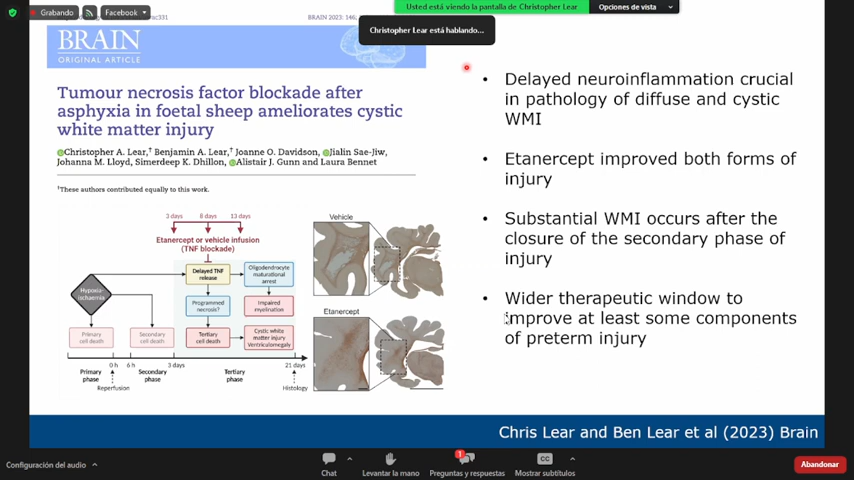 Grabando
Facebook
rac331
BRAIN 2023: 146,
Usted está viendo la pantalla de Christopher Lear
Opciones de vista
Christopher Lear está hablando...
BRAIN
ORIGINAL ARTICLE
Tumour necrosis factor blockade after
asphyxia in foetal sheep ameliorates cystic
white matter injury
Christopher A. Lear,† Benjamin A. Lear,† Joanne O. Davidson, Jialin Sae-Jiw,
Johanna M. Lloyd, Simerdeep K. Dhillon, Alistair J. Gunn and Laura Bennet
†These authors contributed equally to this work.
3 days 8 days 13 days
Etanercept or vehicle infusion
(TNF blockade)
Hypoxia-
ischaemia
Delayed TNF
release
Oligodendrocyte
maturational
arrest
Programmed
necrosis?
Impaired
myelination
Primary
cell death
Secondary
cell death
Tertiary
cell death
Cystic white
matter injury
Ventriculomegaly
0 h 6 h 3 days 21 days
Primary
phase
Reperfusion
Secondary
phase
Tertiary
phase
Histology
Vehicle
Etanercept
• Delayed neuroinflammation crucial
in pathology of diffuse and cystic
WMI
• Etanercept improved both forms of
injury
• Substantial WMI occurs after the
closure of the secondary phase of
injury
• Wider therapeutic window to
improve at least some components
of preterm injury
Chris Lear and Ben Lear et al (2023) Brain
Configuración del audio
Chat
Levantar la mano
1
Preguntas y respuestas
CC
Mostrar subtítulos
Abandonar